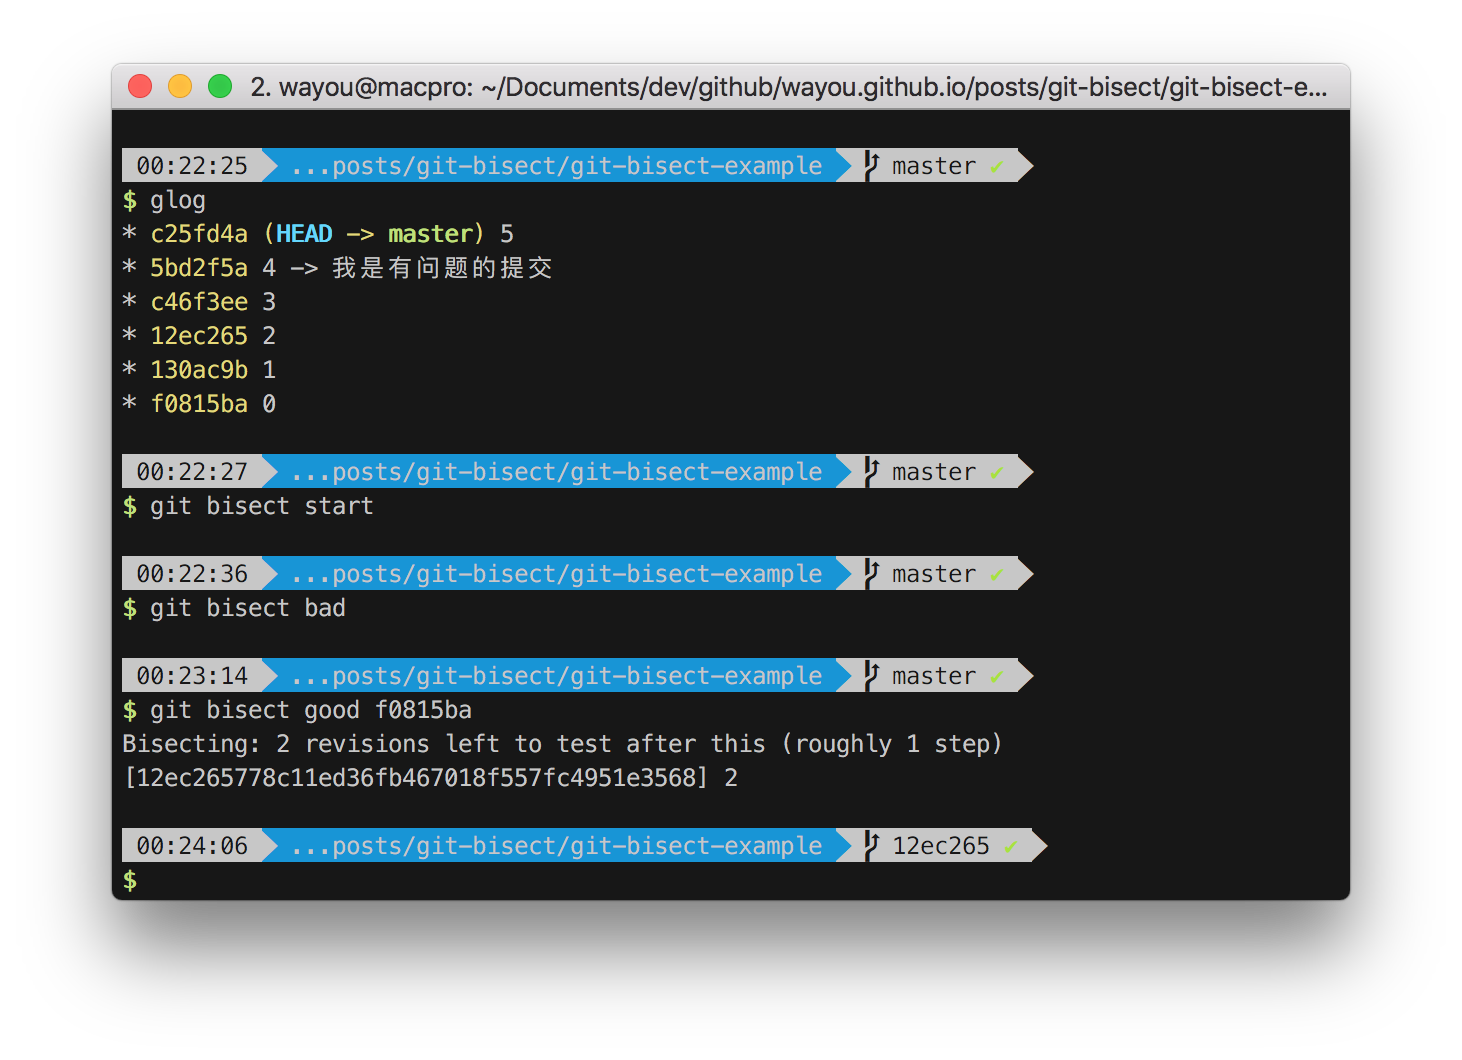 2. wayou@macpro: ~/Documents/dev/github/wayou.github.io/posts/git-bisect/git-bisect-e...
00:22:25 ...posts/git-bisect/git-bisect-example master ✔
$ glog
* c25fd4a (HEAD -> master) 5
* 5bd2f5a 4 -> 我是有问题的提交
* c46f3ee 3
* 12ec265 2
* 130ac9b 1
* f0815ba 0
00:22:27 ...posts/git-bisect/git-bisect-example master ✔
$ git bisect start
00:22:36 ...posts/git-bisect/git-bisect-example master ✔
$ git bisect bad
00:23:14 ...posts/git-bisect/git-bisect-example master ✔
$ git bisect good f0815ba
Bisecting: 2 revisions left to test after this (roughly 1 step)
[12ec265778c11ed36fb467018f557fc4951e3568] 2
00:24:06 ...posts/git-bisect/git-bisect-example 12ec265 ✔
$